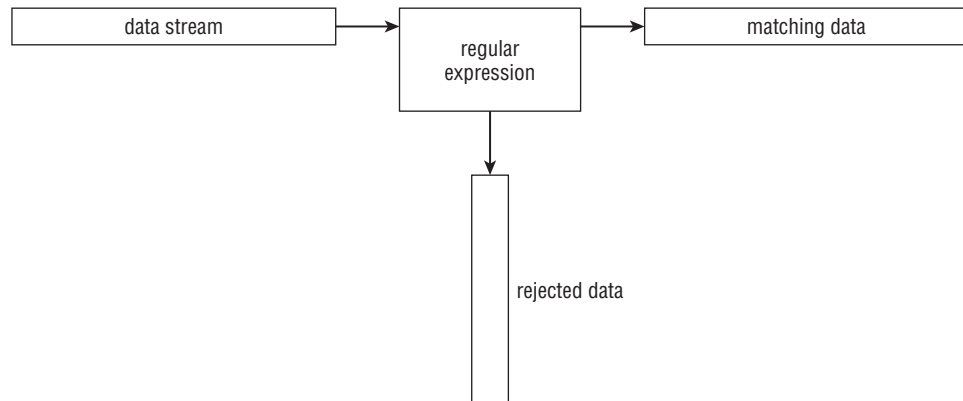 data stream
regular
expression
matching data
rejected data